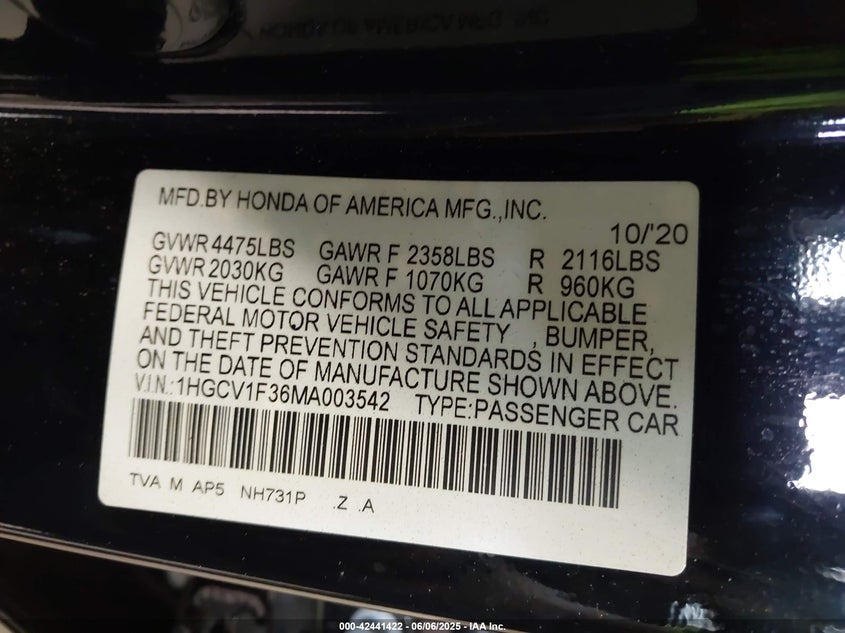 MFD.BY HONDA OF AMERICA MFG.,INC.
10/'20
GVWR 4475LBS GAWR F 2358LBS R 2116LBS
GVWR 2030KG GAWR F 1070KG R 960KG
THIS VEHICLE CONFORMS TO ALL APPLICABLE
FEDERAL MOTOR VEHICLE SAFETY , BUMPER,
AND THEFT PREVENTION STANDARDS IN EFFECT
ON THE DATE OF MANUFACTURE SHOWN ABOVE.
V.I.N.:1HGCV1F36MA003542 TYPE:PASSENGER CAR
TVA M AP5 NH731P .Z .A
000-42441422 - 06/06/2025 - IAA Inc.